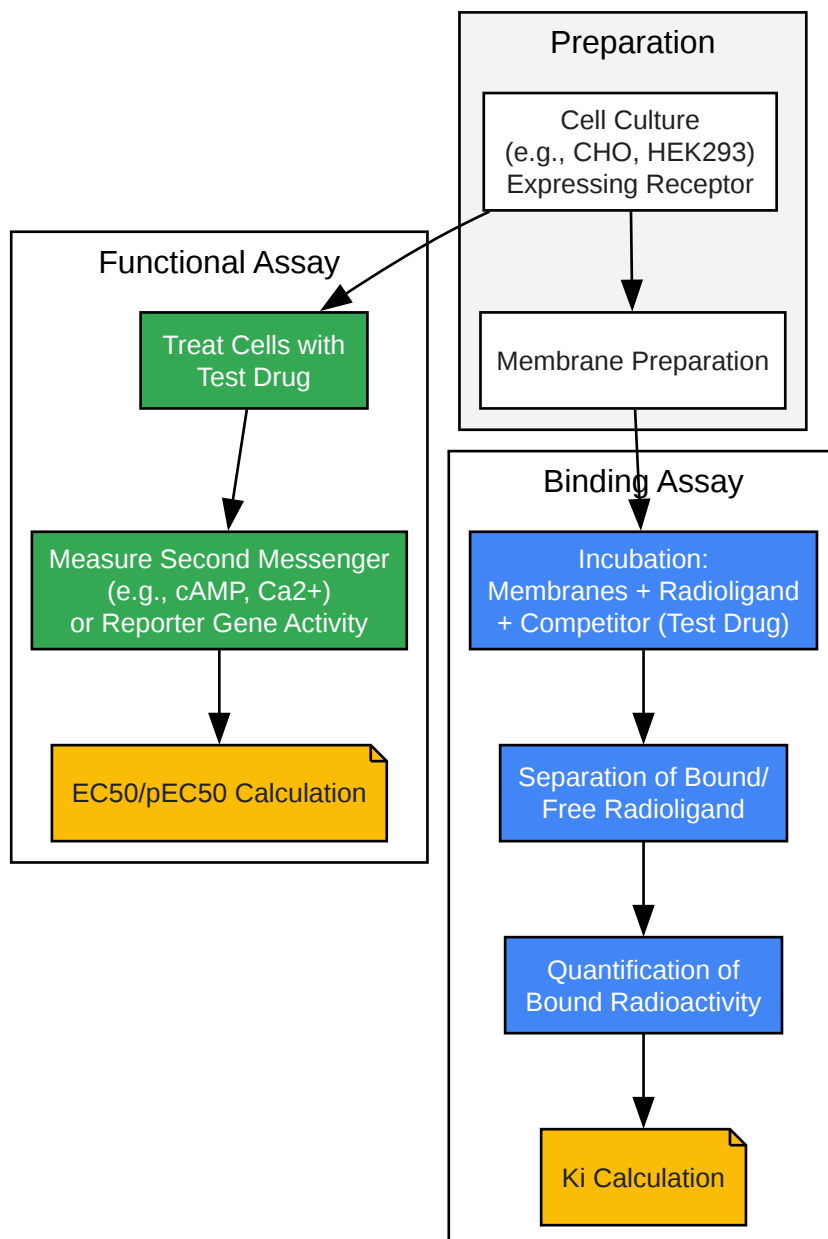 Preparation
Cell Culture
(e.g., CHO, HEK293)
Expressing Receptor
Membrane Preparation
Functional Assay
Treat Cells with
Test Drug
Measure Second Messenger
(e.g., cAMP, Ca2+)
or Reporter Gene Activity
EC50/pEC50 Calculation
Binding Assay
Incubation:
Membranes + Radioligand
+ Competitor (Test Drug)
Separation of Bound/
Free Radioligand
Quantification of
Bound Radioactivity
Ki Calculation